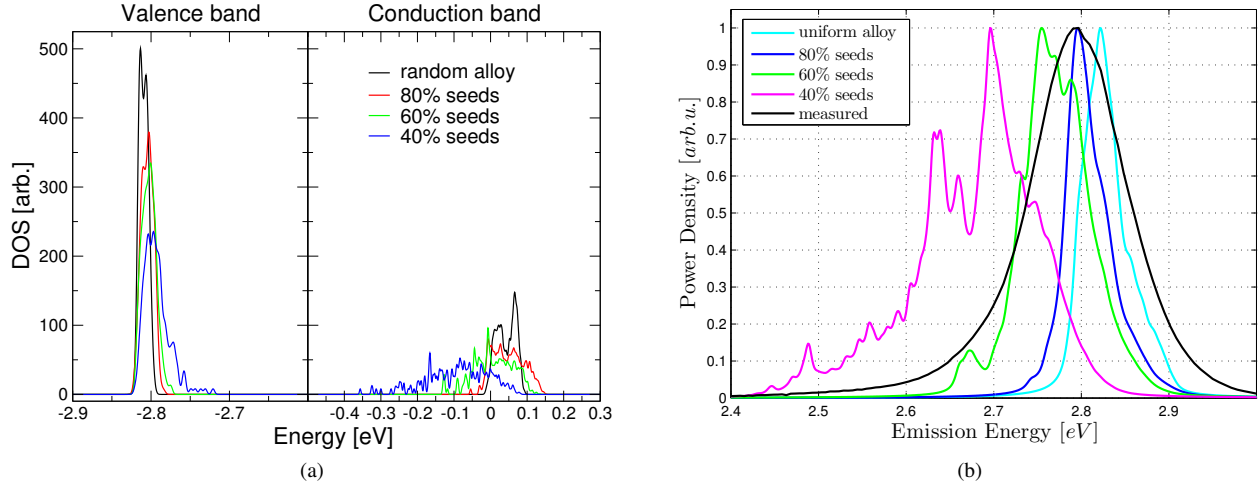 Valence band
Conduction band
500
400
300
200
100
0
DOS [arb.]
random alloy
80% seeds
60% seeds
40% seeds
-2.9
-2.8
-2.7
-0.4
-0.3
-0.2
-0.1
0
0.1
0.2
0.3
Energy [eV]
(a)
1
0.9
0.8
0.7
0.6
0.5
0.4
0.3
0.2
0.1
0
Power Density [arb.u.]
uniform alloy
80% seeds
60% seeds
40% seeds
measured
2.4
2.5
2.6
2.7
2.8
2.9
Emission Energy [eV]
(b)